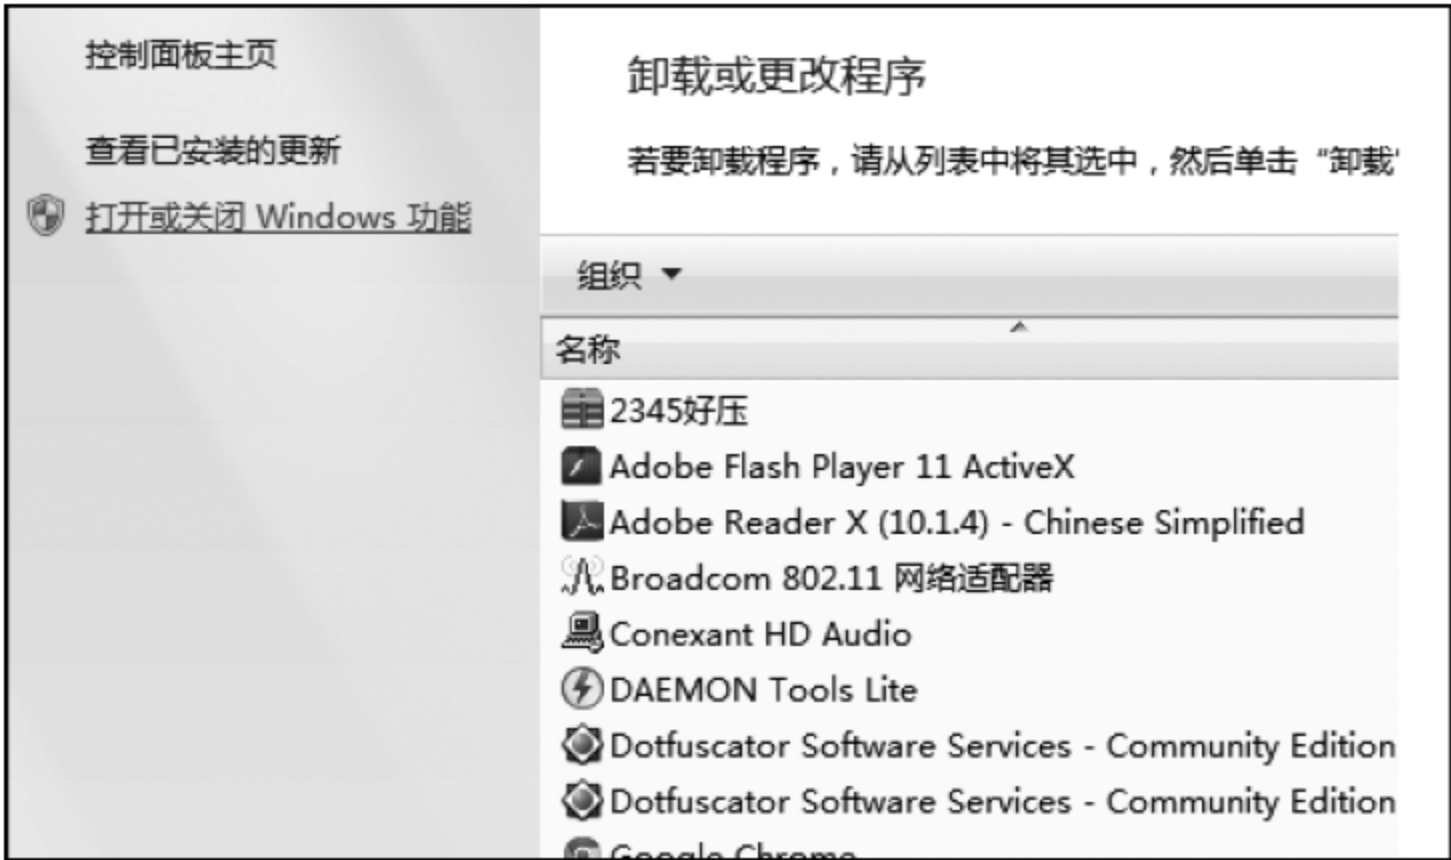 控制面板主页
查看已安装的更新
打开或关闭 Windows 功能
卸载或更改程序
若要卸载程序，请从列表中将其选中，然后单击“卸载”
组织
名称
2345好压
Adobe Flash Player 11 ActiveX
Adobe Reader X (10.1.4) - Chinese Simplified
Broadcom 802.11 网络适配器
Conexant HD Audio
DAEMON Tools Lite
Dotfuscator Software Services - Community Edition
Dotfuscator Software Services - Community Edition
Google Chrome